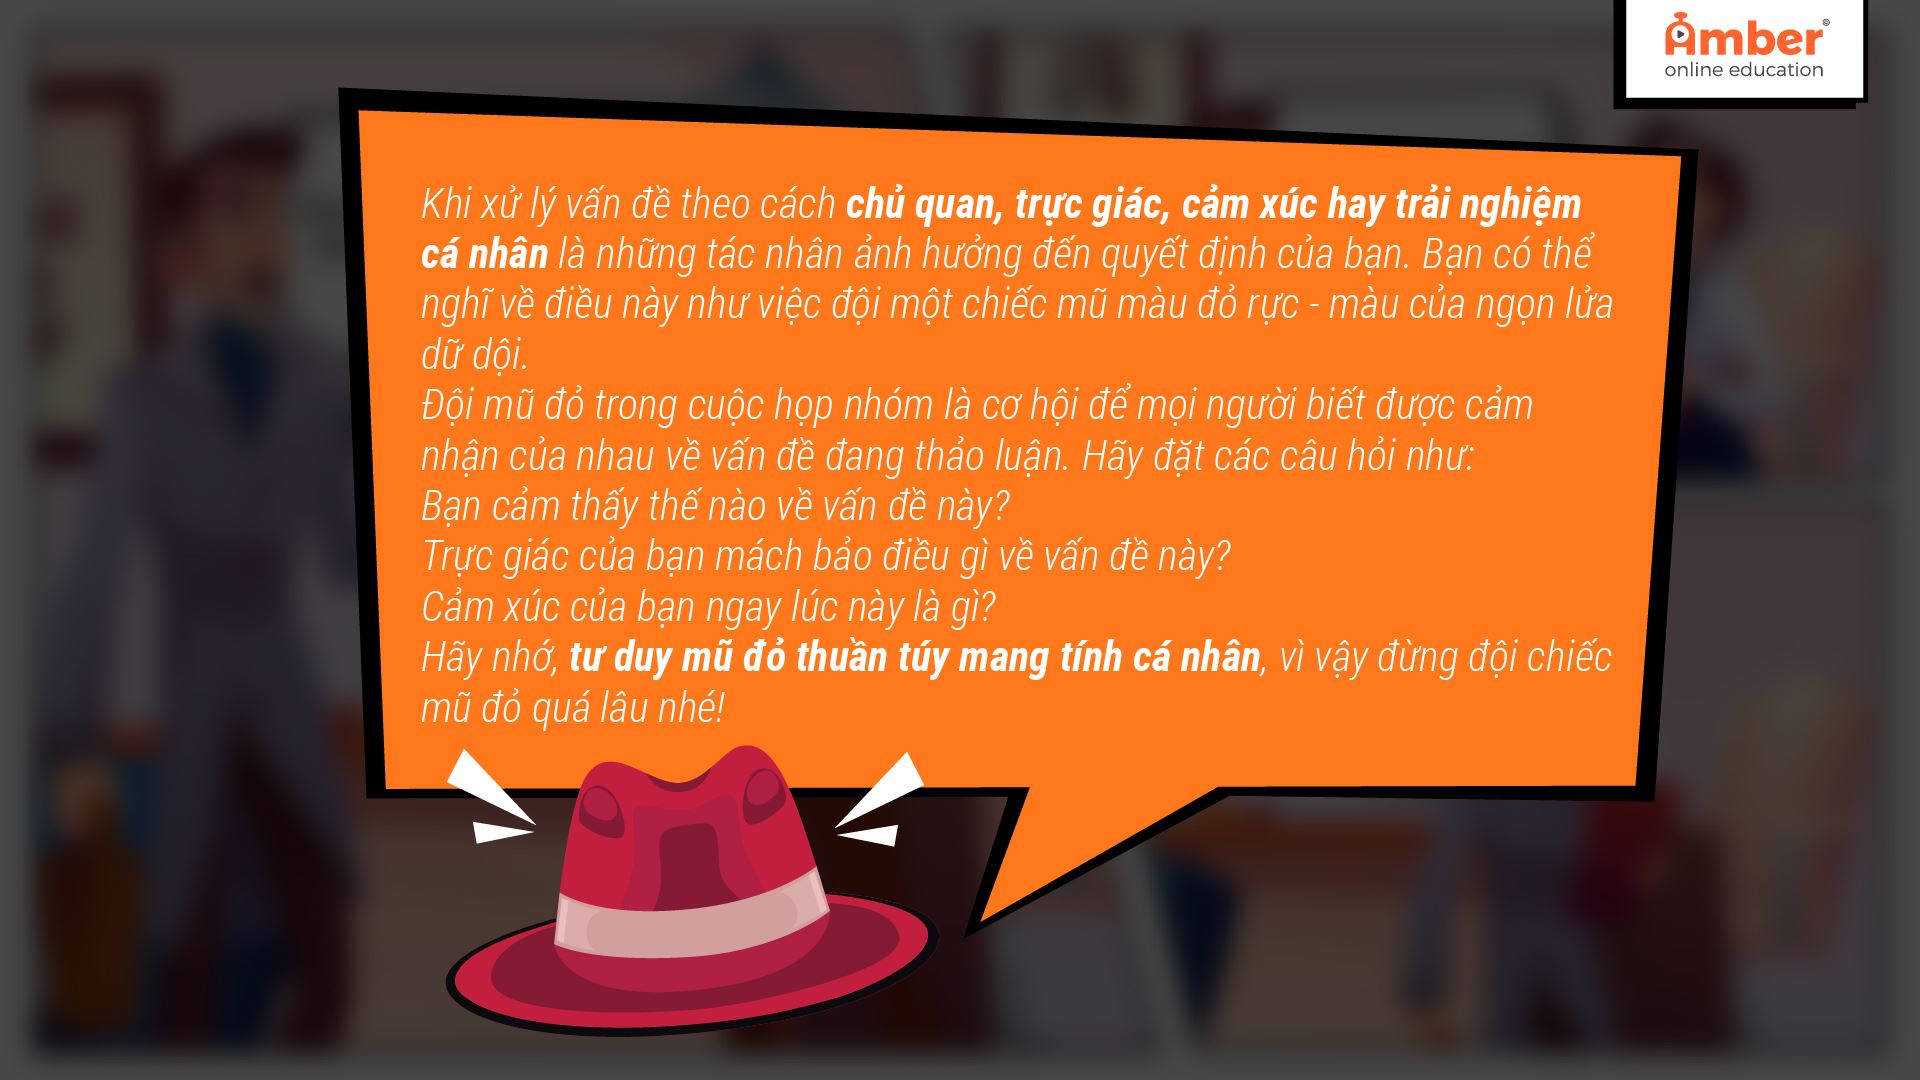 Amber
online education
Khi xử lý vấn đề theo cách chủ quan, trực giác, cảm xúc hay trải nghiệm
cá nhân là những tác nhân ảnh hưởng đến quyết định của bạn. Bạn có thể
nghĩ về điều này như việc đội một chiếc mũ màu đỏ rực - màu của ngọn lửa
dữ dội.
Đội mũ đỏ trong cuộc họp nhóm là cơ hội để mọi người biết được cảm
nhận của nhau về vấn đề đang thảo luận. Hãy đặt các câu hỏi như:
Bạn cảm thấy thế nào về vấn đề này?
Trực giác của bạn mách bảo điều gì về vấn đề này?
Cảm xúc của bạn ngay lúc này là gì?
Hãy nhớ, tư duy mũ đỏ thuần túy mang tính cá nhân, vì vậy đừng đội chiếc
mũ đỏ quá lâu nhé!